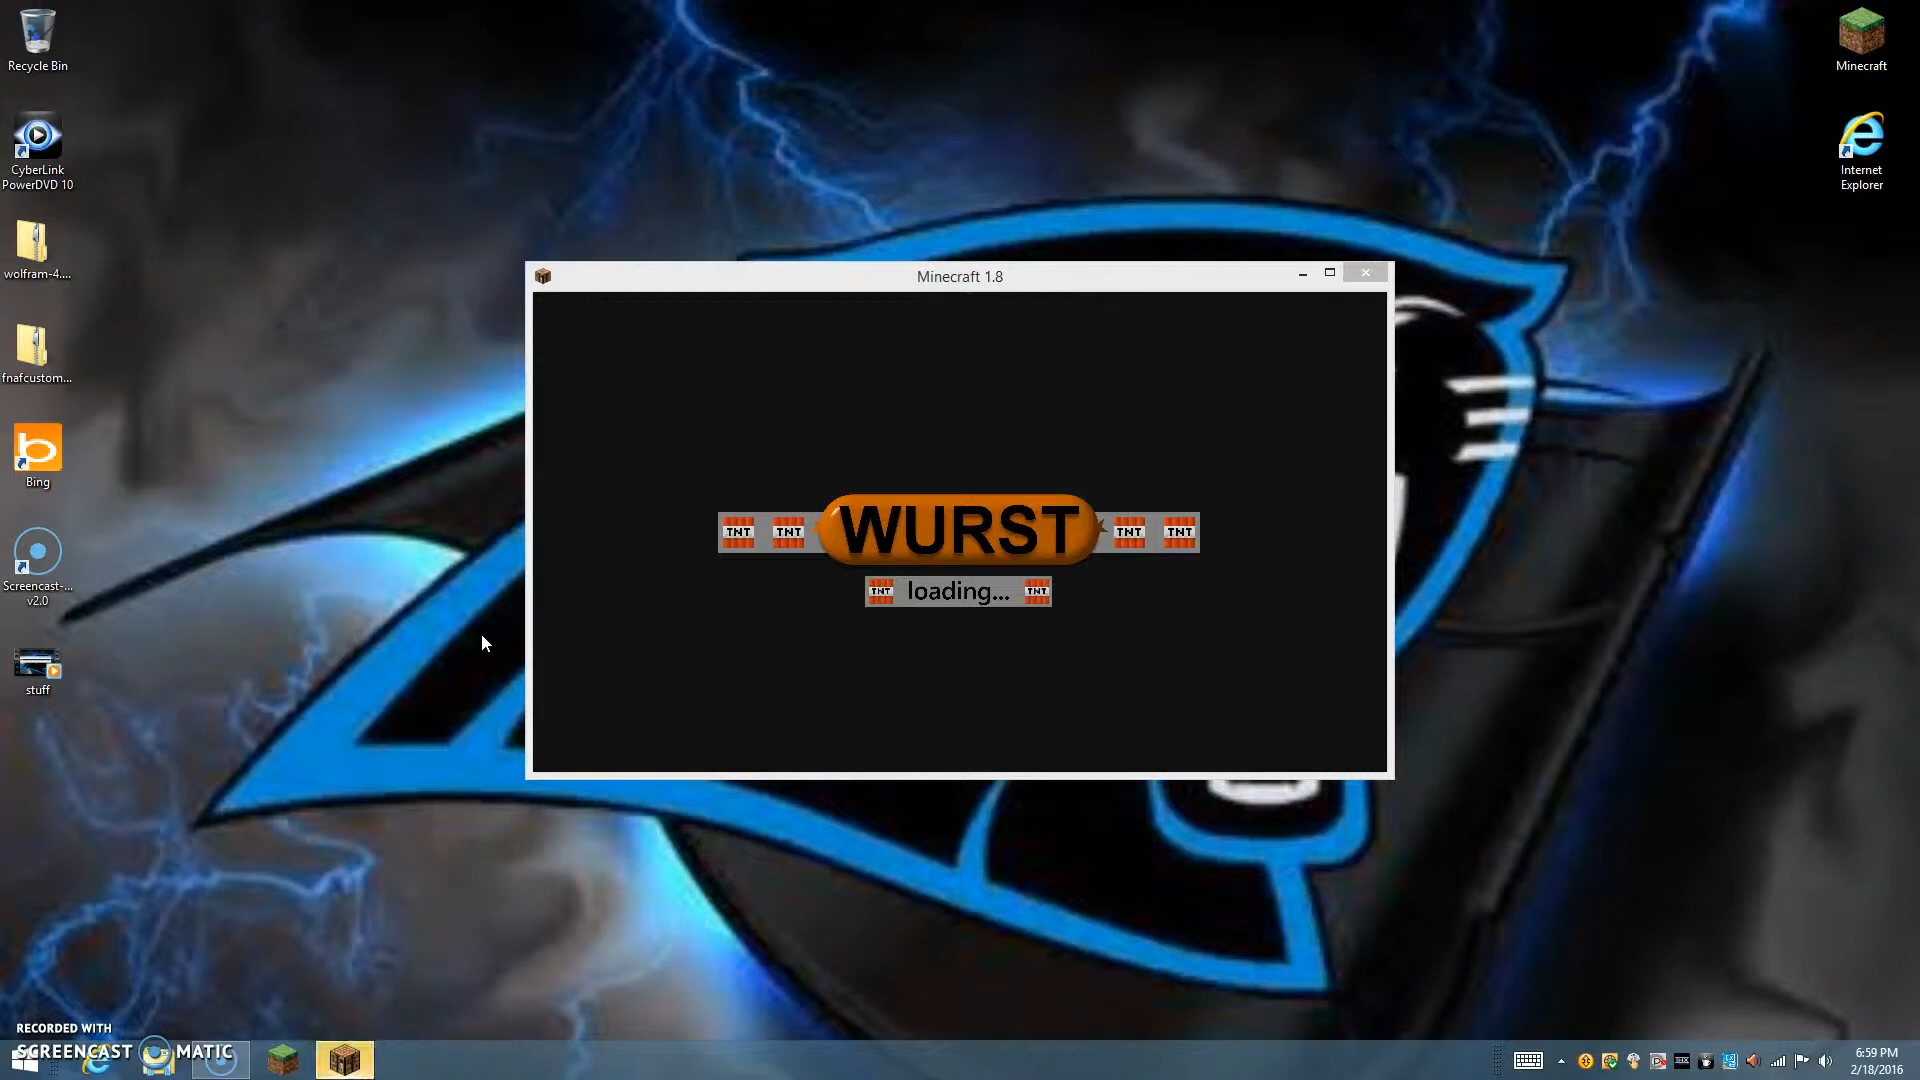 Recycle Bin
CyberLink
PowerDVD 10
wolfram-4....
fnafcustom...
Bing
Screencast-...
v2.0
stuff
Minecraft
Internet
Explorer
Minecraft 1.8
TNT TNT WURST TNT TNT
TNT loading... TNT
RECORDED WITH
SCREENCAST MATIC
6:59 PM
2/18/2016